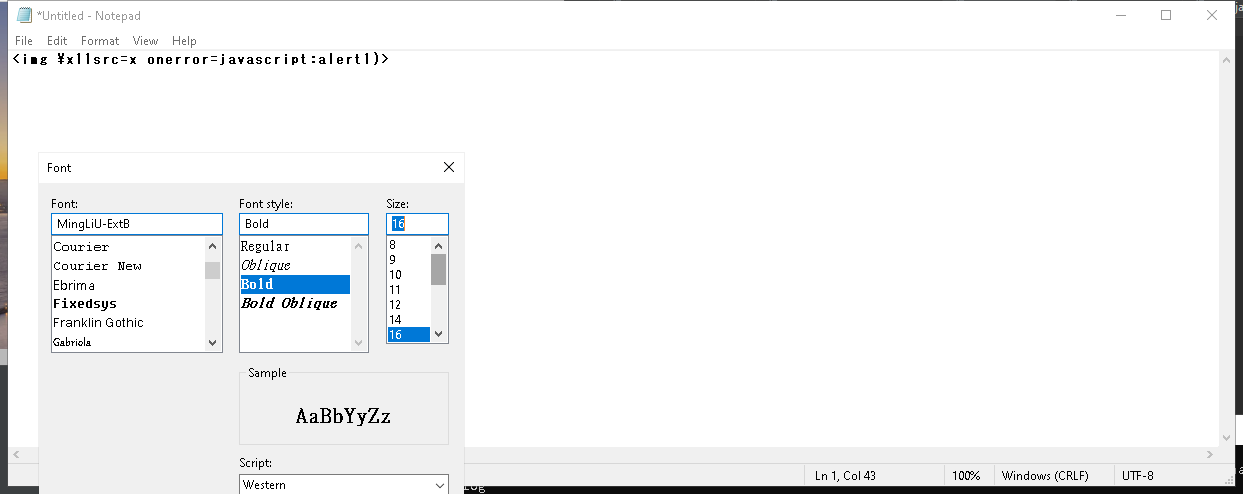 *Untitled - Notepad
File Edit Format View Help
<img ¥x11src=x onerror=javascript:alert1)>
Font
Font: Font style: Size:
MingLiU-ExtB Bold 16
Courier Regular 8
Courier New Oblique 9
Ebrima Bold 10
Fixedsys Bold Oblique 11
Franklin Gothic 12
Gabriola 14
16
Sample
AaBbYyZz
Script:
Western
Ln 1, Col 43 100% Windows (CRLF) UTF-8